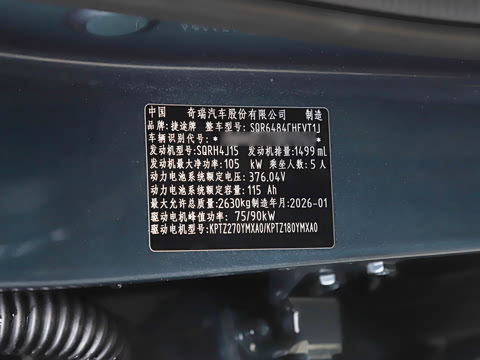 中国 奇瑞汽车股份有限公司 制造
品牌:捷途牌 整车型号:SQR6484CHEVT1J
车辆识别代号:* *
发动机型号:SQRH4J15 发动机排量:1499 mL
发动机最大净功率:105 kW 乘坐人数:5人
动力电池系统额定电压:376.04V
动力电池系统额定容量:115 Ah
最大允许总质量:2630kg制造年月:2026-01
驱动电机峰值功率:75/90kW
驱动电机型号:KPTZ270YMXA0/KPTZ180YMXA0